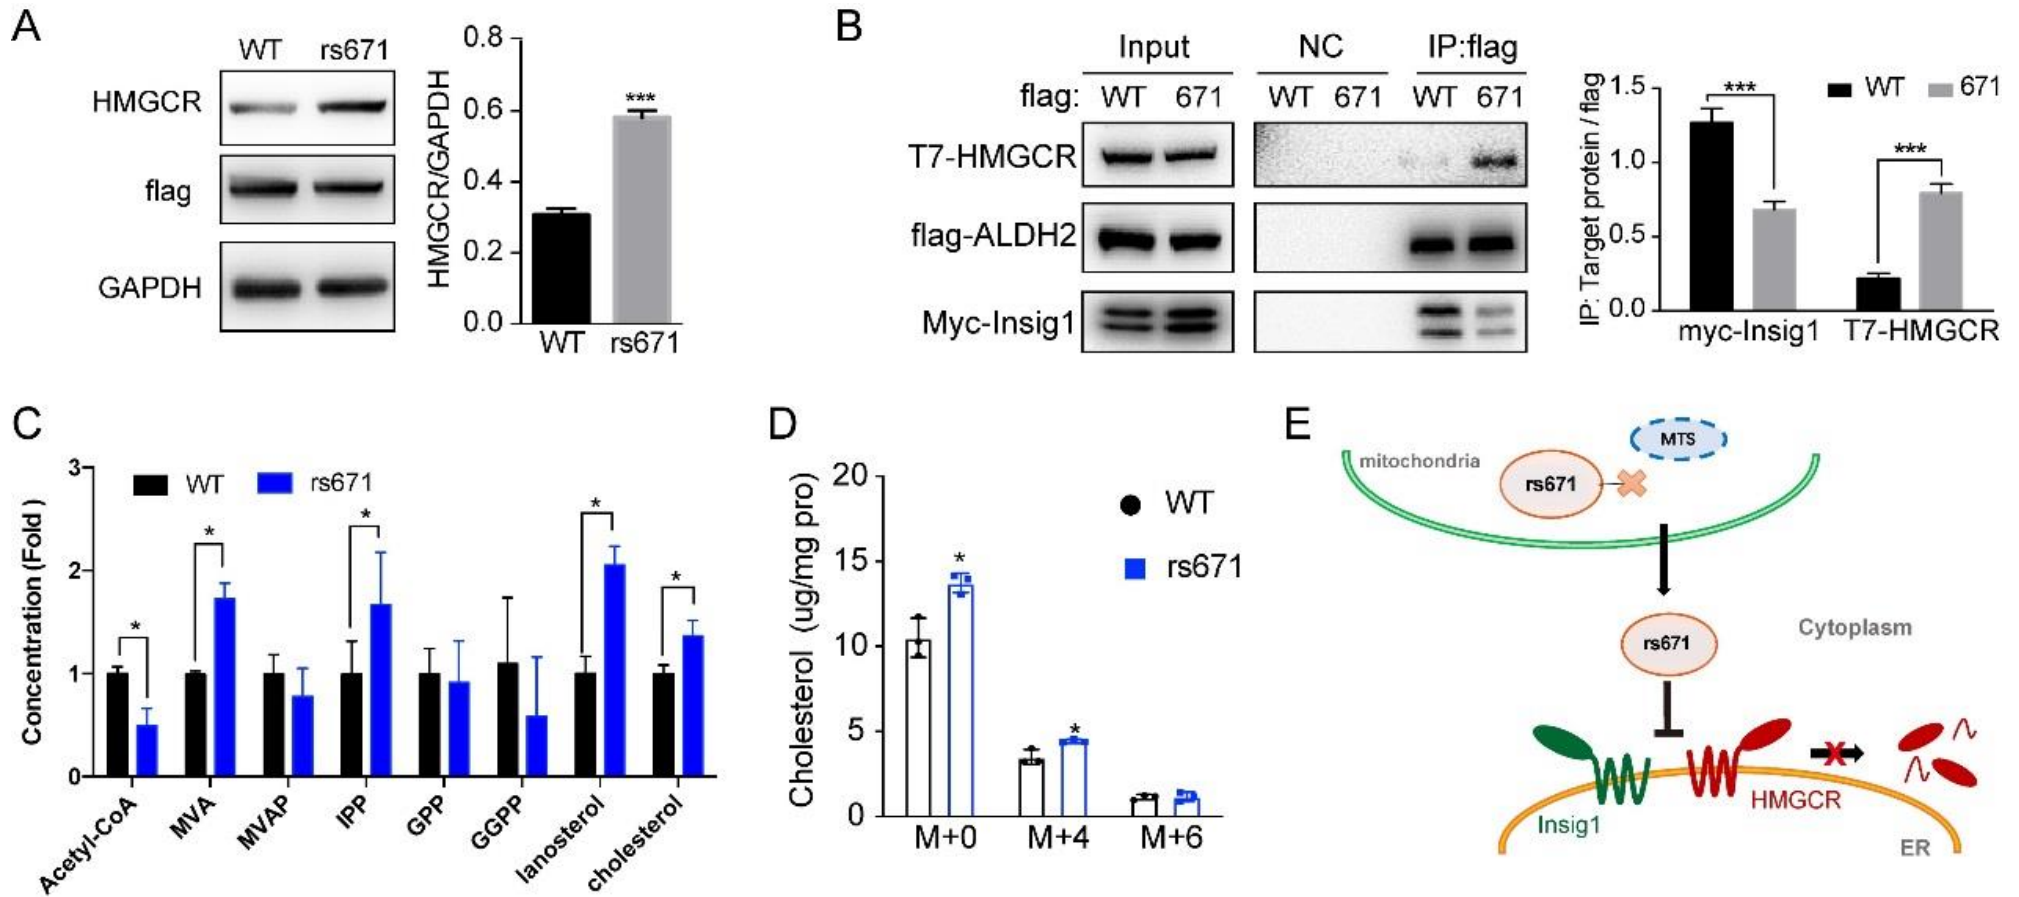 A
WT rs671
HMGCR
flag
GAPDH
HMGCR/GAPDH
0.8
0.6
0.4
0.2
0.0
***
WT rs671
B
Input NC IP:flag
flag: WT 671 WT 671 WT 671
T7-HMGCR
flag-ALDH2
Myc-Insig1
IP: Target protein / flag
1.5
1.0
0.5
0.0
WT 671
***
***
myc-Insig1 T7-HMGCR
C
Concentration (Fold )
3
2
1
0
WT rs671
*
*
*
*
*
Acetyl-CoA
MVA
MVAP
IPP
GPP
GGPP
lanosterol
cholesterol
D
Cholesterol (ug/mg pro)
20
15
10
5
0
WT
rs671
*
*
M+0 M+4 M+6
E
MTS
mitochondria
rs671
rs671
Cytoplasm
Insig1
HMGCR
ER